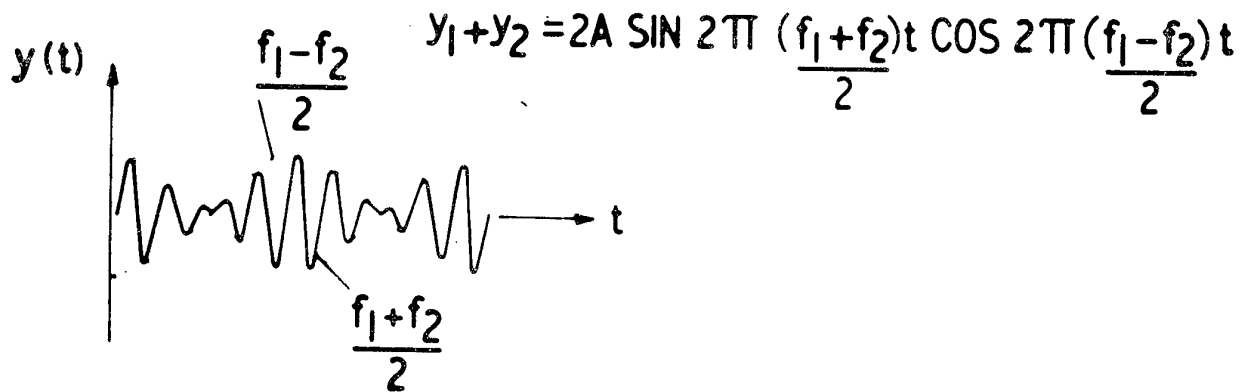 y₁+y₂ = 2A SIN 2π (f₁+f₂)t COS 2π(f₁−f₂)t
2 2
y(t)
f₁−f₂
2
t
f₁+f₂
2